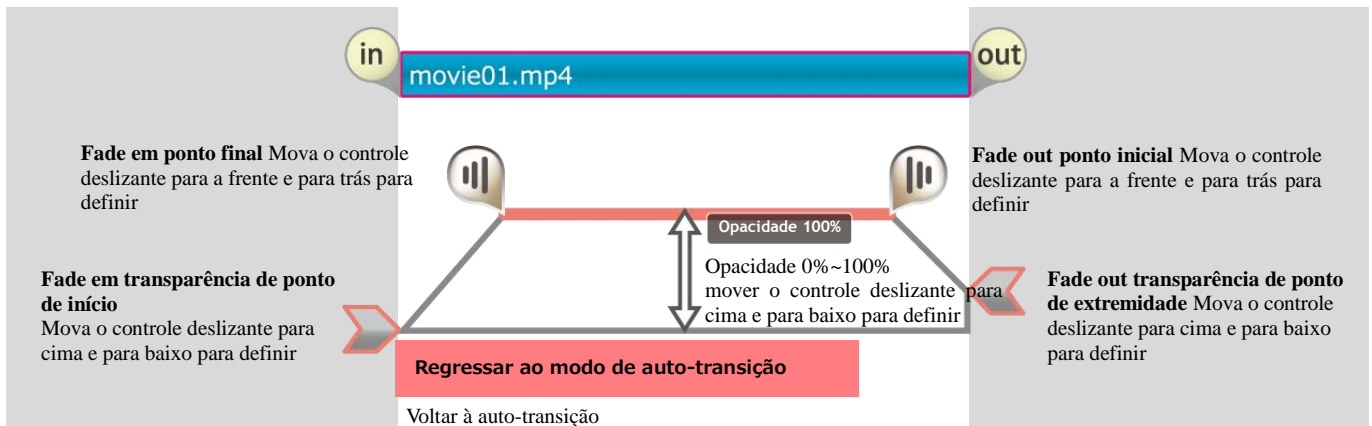 in
out
movie01.mp4
Fade em ponto final Mova o controle
deslizante para a frente e para trás para
definir
Fade out ponto inicial Mova o controle
deslizante para a frente e para trás para
definir
Opacidade 100%
Opacidade 0%~100%
mover o controle deslizante para
cima e para baixo para definir
Fade em transparência de ponto
de início
Mova o controle deslizante para
cima e para baixo para definir
Fade out transparência de ponto
de extremidade Mova o controle
deslizante para cima e para baixo
para definir
Regressar ao modo de auto-transição
Voltar à auto-transição